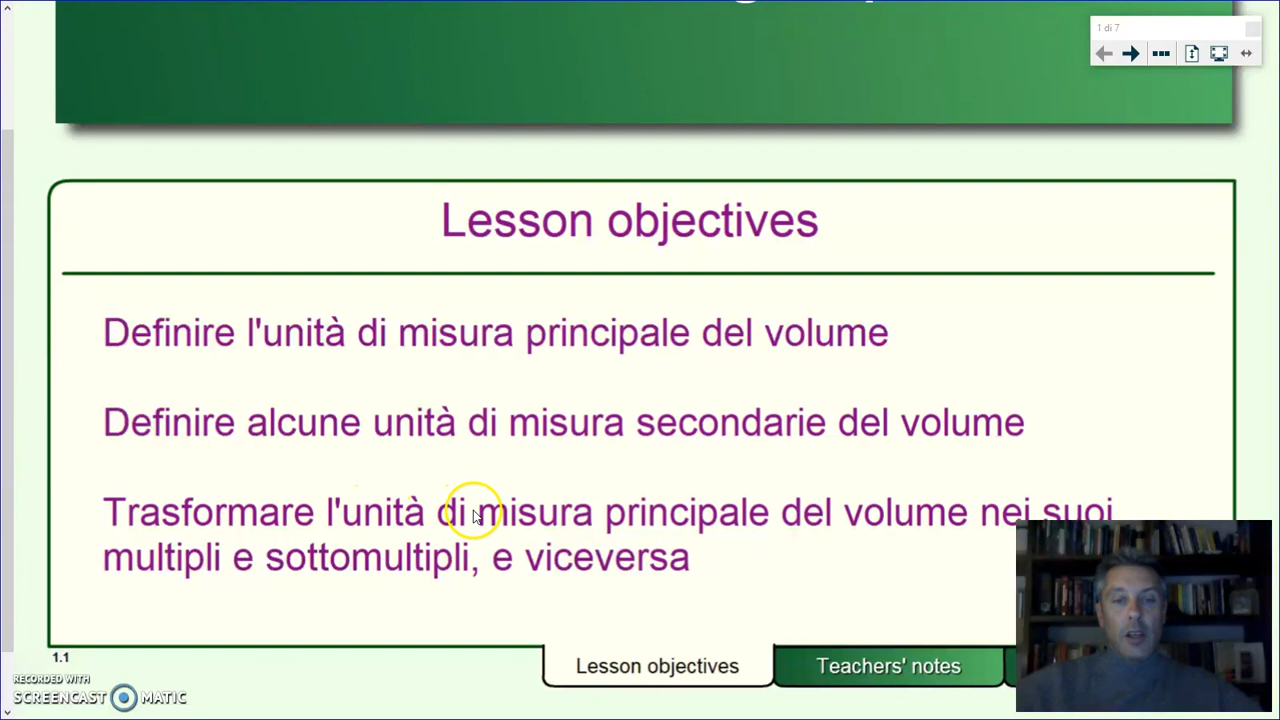 1 di 7
Lesson objectives
Definire l'unità di misura principale del volume
Definire alcune unità di misura secondarie del volume
Trasformare l'unità di misura principale del volume nei suoi
multipli e sottomultipli, e viceversa
1.1
Lesson objectives
Teachers' notes
RECORDED WITH
SCREENCAST MATIC